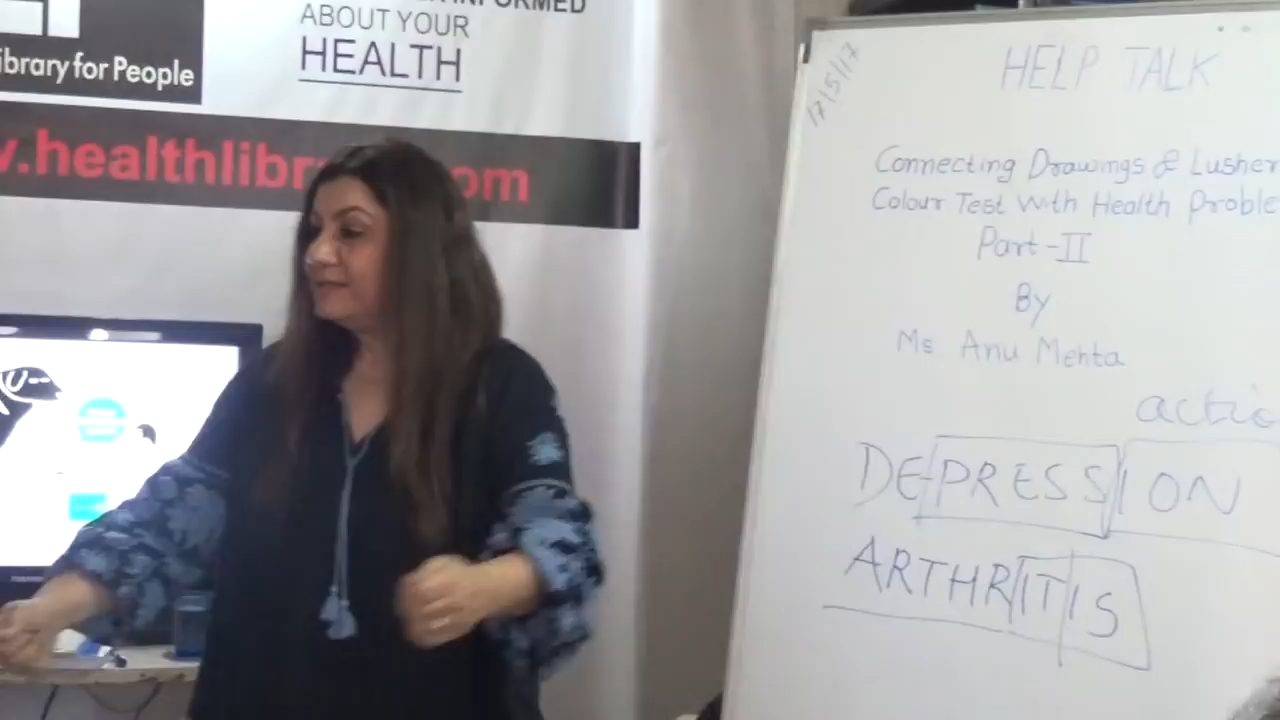 INFORMED
ABOUT YOUR
HEALTH
ibrary for People
.healthlibr
om
17/5/17
HELP TALK
Connecting Drawings & Lusher
Colour Test With Health Proble
Part-II
By
Ms Anu Mehta
actio
DEPRESSION
ARTHRITIS